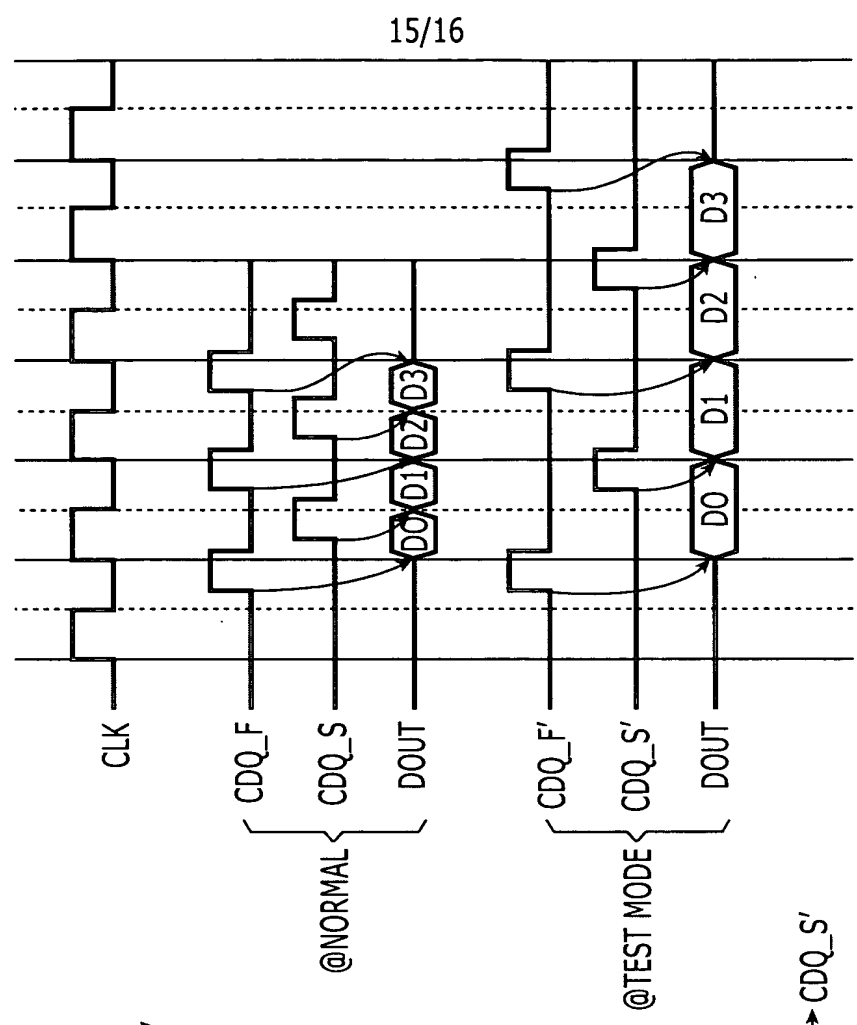 15/16
CLK
@NORMAL
CDQ_F
CDQ_S
DOUT
D0 D1 D2 D3
@TEST MODE
CDQ_F'
CDQ_S'
DOUT
D0 D1 D2 D3
CDQ_S'